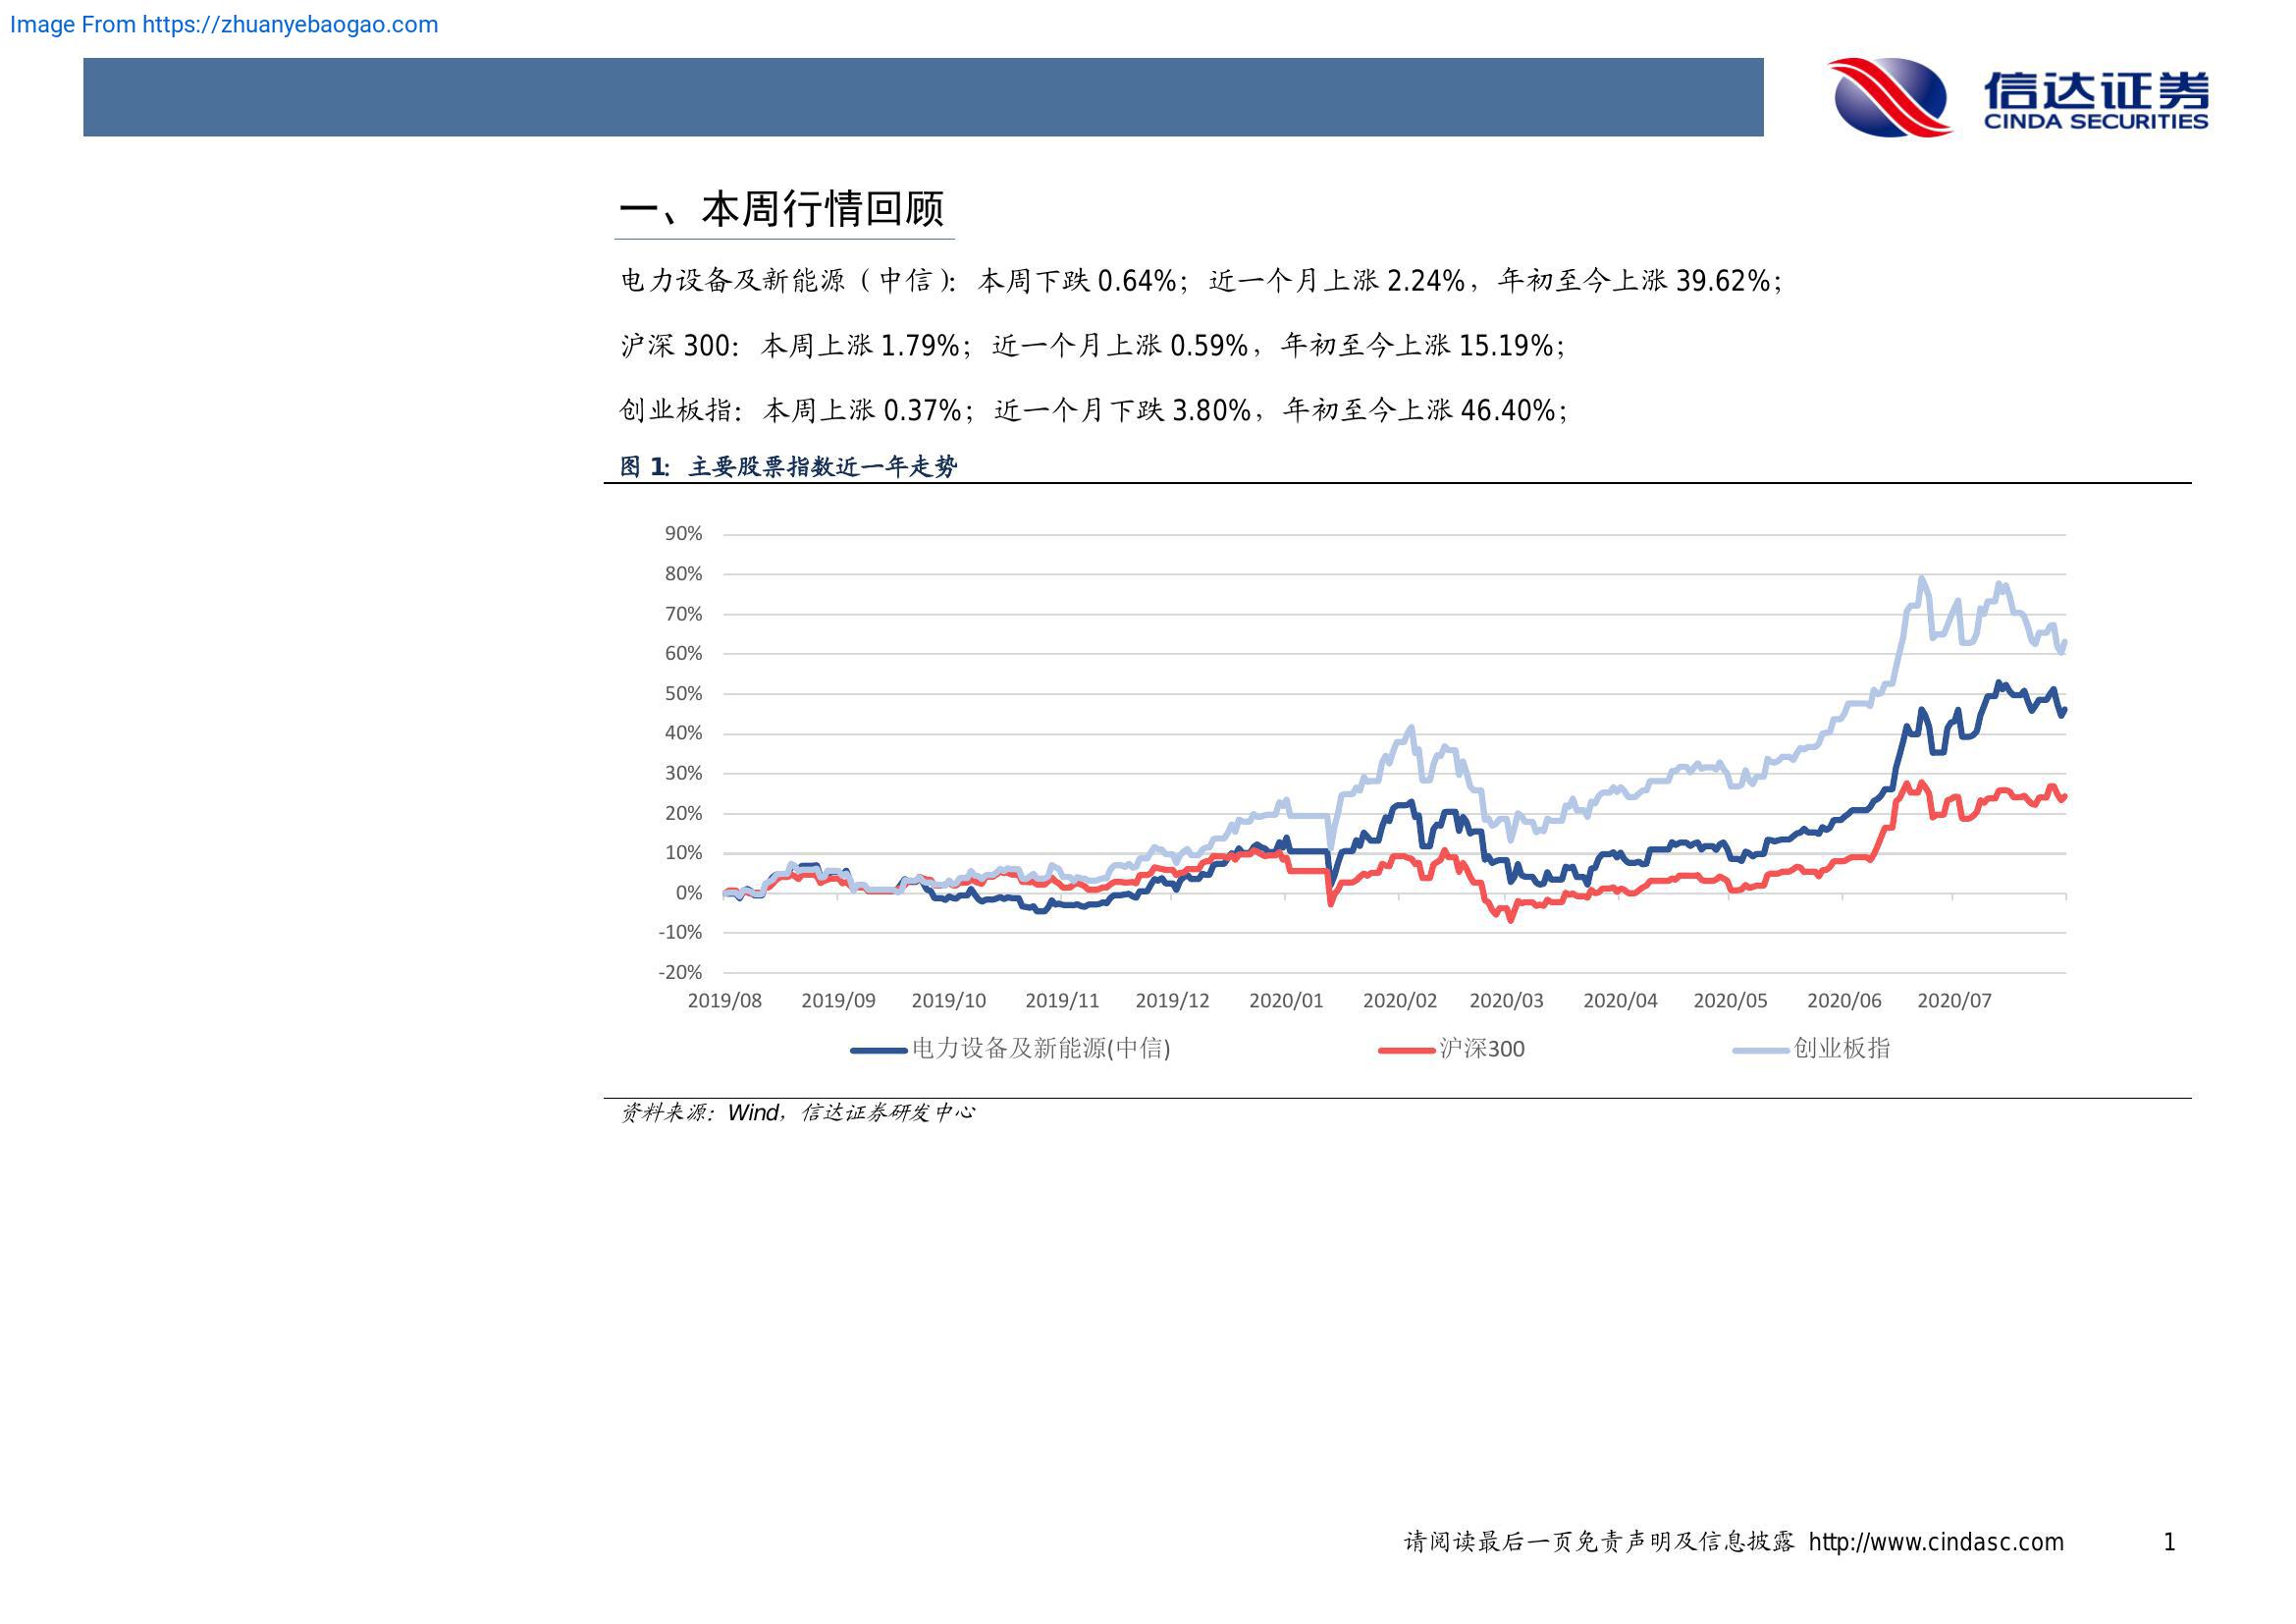 Image From https://zhuanyebaogao.com
信达证券
CINDA SECURITIES
一、本周行情回顾
电力设备及新能源（中信）：本周下跌 0.64%；近一个月上涨 2.24%，年初至今上涨 39.62%；
沪深 300：本周上涨 1.79%；近一个月上涨 0.59%，年初至今上涨 15.19%；
创业板指：本周上涨 0.37%；近一个月下跌 3.80%，年初至今上涨 46.40%；
图 1：主要股票指数近一年走势
90%
80%
70%
60%
50%
40%
30%
20%
10%
0%
-10%
-20%
2019/08 2019/09 2019/10 2019/11 2019/12 2020/01 2020/02 2020/03 2020/04 2020/05 2020/06 2020/07
电力设备及新能源(中信) 沪深300 创业板指
资料来源：Wind，信达证券研发中心
请阅读最后一页免责声明及信息披露 http://www.cindasc.com 1